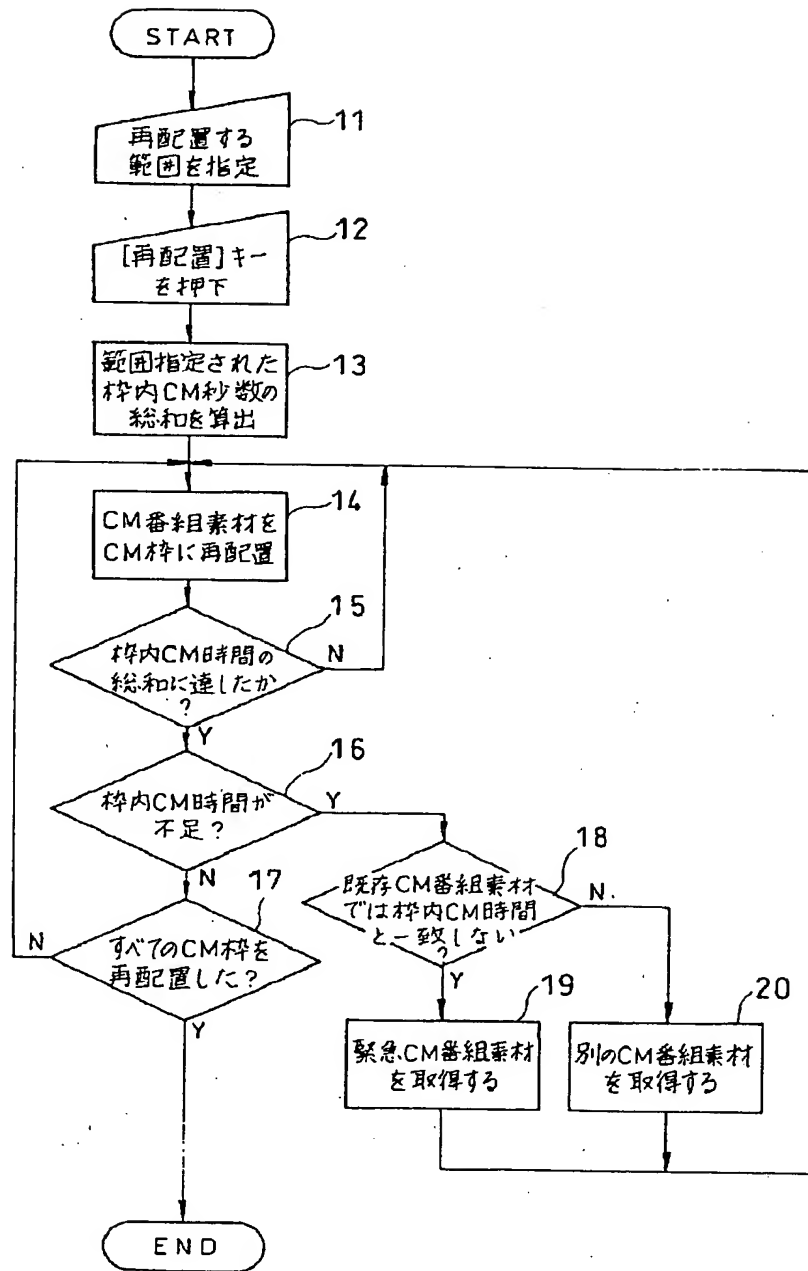 START
再配置する
範囲を指定
11
[再配置]キー
を押下
12
範囲指定された
枠内CM秒数の
総和を算出
13
CM番組素材を
CM枠に再配置
14
枠内CM時間の
総和に達したか
?
15
N
Y
枠内CM時間が
不足?
16
Y
N
すべてのCM枠を
再配置した?
17
N
Y
既存CM番組素材
では枠内CM時間
と一致しない
?
18
N
Y
緊急CM番組素材
を取得する
19
別のCM番組素材
を取得する
20
END